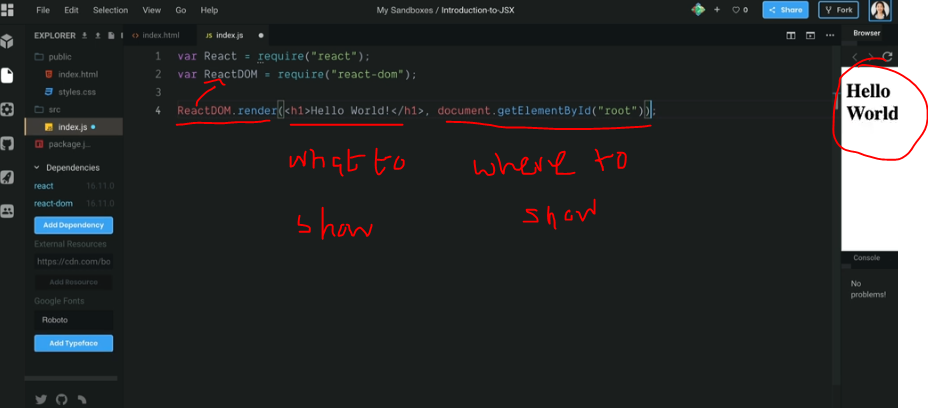 File Edit Selection View Go Help
My Sandboxes / Introduction-to-JSX
0
Share
Fork
EXPLORER
index.html
index.js
Browser
public
index.html
styles.css
src
index.js
package.j..
Dependencies
react 16.11.0
react-dom 16.11.0
Add Dependency
External Resources
https://cdn.com/bo
Add Resource
Google Fonts
Roboto
Add Typeface
1 var React = require("react");
2 var ReactDOM = require("react-dom");
3
4 ReactDOM.render(<h1>Hello World!</h1>, document.getElementById("root"));
what to where to
show show
Hello
World
Console
No
problems!